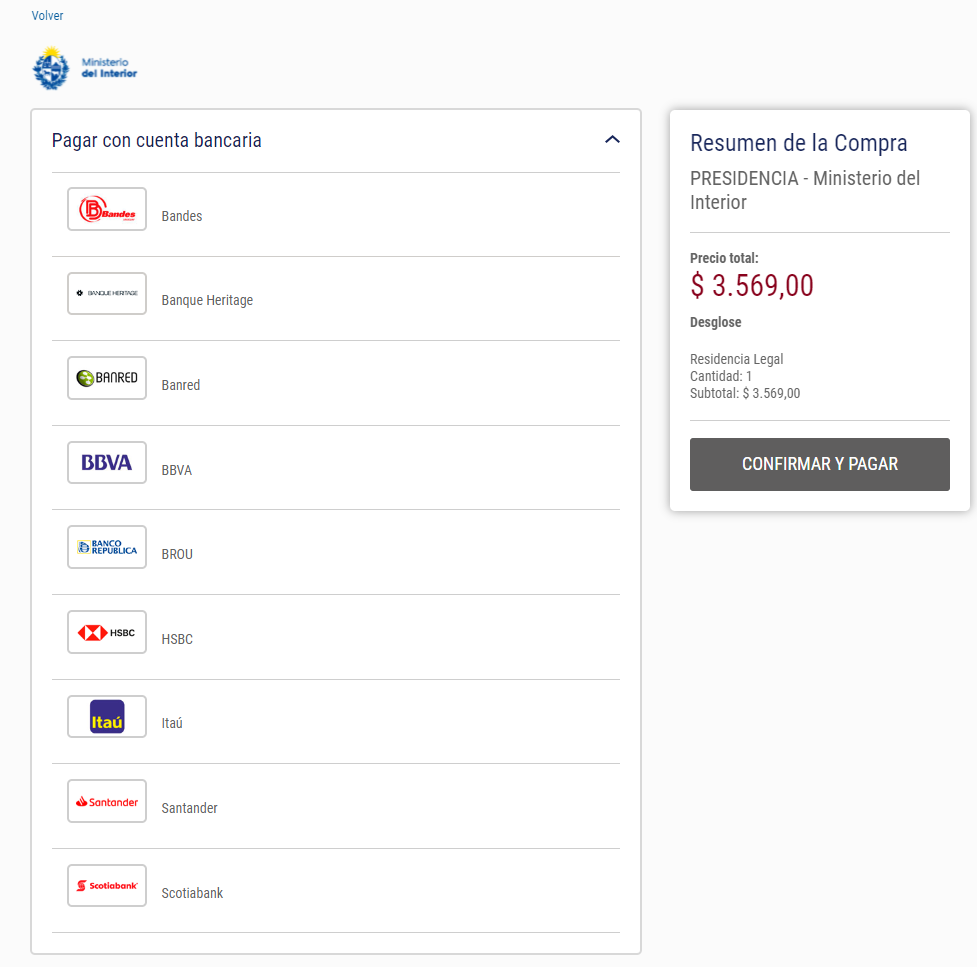 Volver
Ministerio
del Interior
Pagar con cuenta bancaria
Bandes
Bandes
BANQUE HERITAGE
Banque Heritage
BANRED
Banred
BBVA
BBVA
BANCO
REPUBLICA
BROU
HSBC
HSBC
Itaú
Itaú
Santander
Santander
Scotiabank
Scotiabank
Resumen de la Compra
PRESIDENCIA - Ministerio del
Interior
Precio total:
$ 3.569,00
Desglose
Residencia Legal
Cantidad: 1
Subtotal: $ 3.569,00
CONFIRMAR Y PAGAR